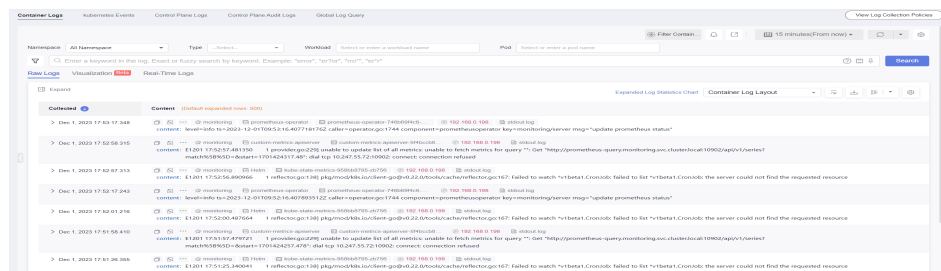 Container Logs Kubernetes Events Control Plane Logs Control Plane Audit Logs Global Log Query View Log Collection Policies
Filter Contain... 15 minutes(From now)
Namespace All Namespace Type ...Select... Workload Select to enter a workload name Pod Select or enter a pod name
Enter a keyword in the log, Exact or fuzzy search by keyword. Example: "error", "er?or", "rro*", "er*r" Search
Raw Logs Visualization Beta Real-Time Logs
Expand Expanded Log Statistics Chart Container Log Layout
Collected Content (Default expanded rows: 500)
Dec 1, 2023 17:53:17.348 monitoring prometheus-operator 192.168.0.198 stdout.log
content: level=info ts=2023-12-01T09:53:16.407718176Z caller=operator.go:1744 component=prometheusoperator key=monitoring/server msg="update prometheus status"
Dec 1, 2023 17:52:58.315 monitoring custom-metrics-apiserver 192.168.0.198 stdout.log
content: E1201 17:52:57.481350 1 provider.go:229] unable to update list of all metrics: unable to fetch metrics for query "": Get "http://prometheus-query.monitoring.svc.cluster.local:10902/api/v1/series?
match%5B%5D=&start=1701424317.48": dial tcp 10.247.55.72:10902: connect: connection refused
Dec 1, 2023 17:52:57.313 monitoring Helm kube-state-metrics 192.168.0.198 stdout.log
content: E1201 17:52:56.890966 1 reflector.go:138] pkg/mod/k8s.io/client-go@v0.22.0/tools/cache/reflector.go:167: Failed to watch *v1beta1.CronJob: failed to list *v1beta1.CronJob: the server could not find the requested resource
Dec 1, 2023 17:52:17.243 monitoring prometheus-operator 192.168.0.198 stdout.log
content: level=info ts=2023-12-01T09:52:16.407893512Z caller=operator.go:1744 component=prometheusoperator key=monitoring/server msg="update prometheus status"
Dec 1, 2023 17:52:01.216 monitoring Helm kube-state-metrics 192.168.0.198 stdout.log
content: E1201 17:52:00.487604 1 reflector.go:138] pkg/mod/k8s.io/client-go@v0.22.0/tools/cache/reflector.go:167: Failed to watch *v1beta1.CronJob: failed to list *v1beta1.CronJob: the server could not find the requested resource
Dec 1, 2023 17:51:58.410 monitoring custom-metrics-apiserver 192.168.0.198 stdout.log
content: E1201 17:51:57.479721 1 provider.go:229] unable to update list of all metrics: unable to fetch metrics for query "": Get "http://prometheus-query.monitoring.svc.cluster.local:10902/api/v1/series?
match%5B%5D=&start=1701424257.48": dial tcp 10.247.55.72:10902: connect: connection refused
Dec 1, 2023 17:51:26.365 monitoring Helm kube-state-metrics 192.168.0.198 stdout.log
content: E1201 17:51:25.340041 1 reflector.go:138] pkg/mod/k8s.io/client-go@v0.22.0/tools/cache/reflector.go:167: Failed to watch *v1beta1.CronJob: failed to list *v1beta1.CronJob: the server could not find the requested resource